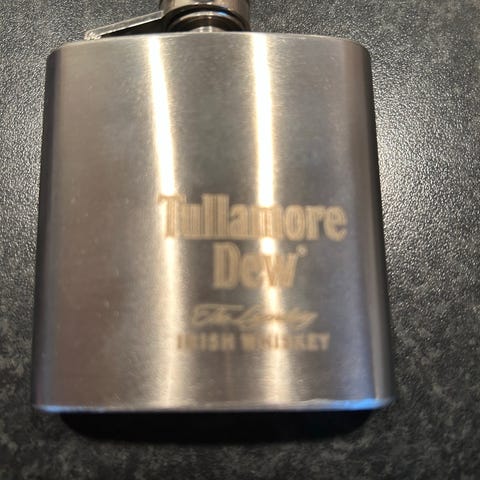 Tullamore
Dew®
The Legendary
IRISH WHISKEY